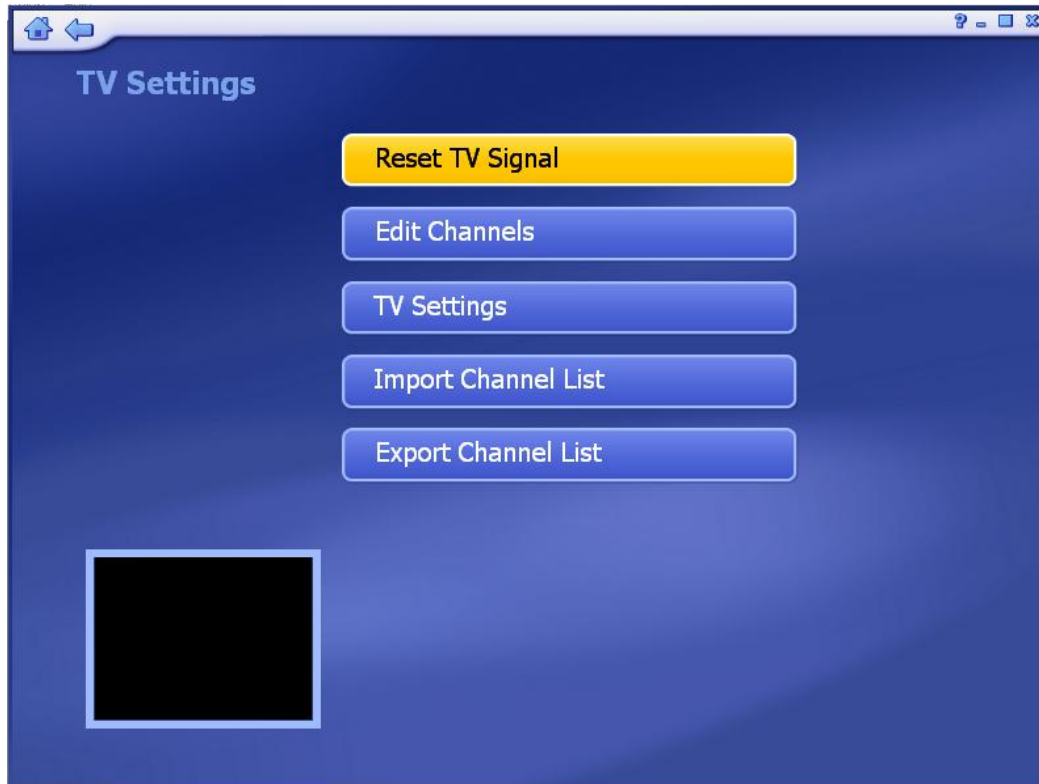 TV Settings
Reset TV Signal
Edit Channels
TV Settings
Import Channel List
Export Channel List